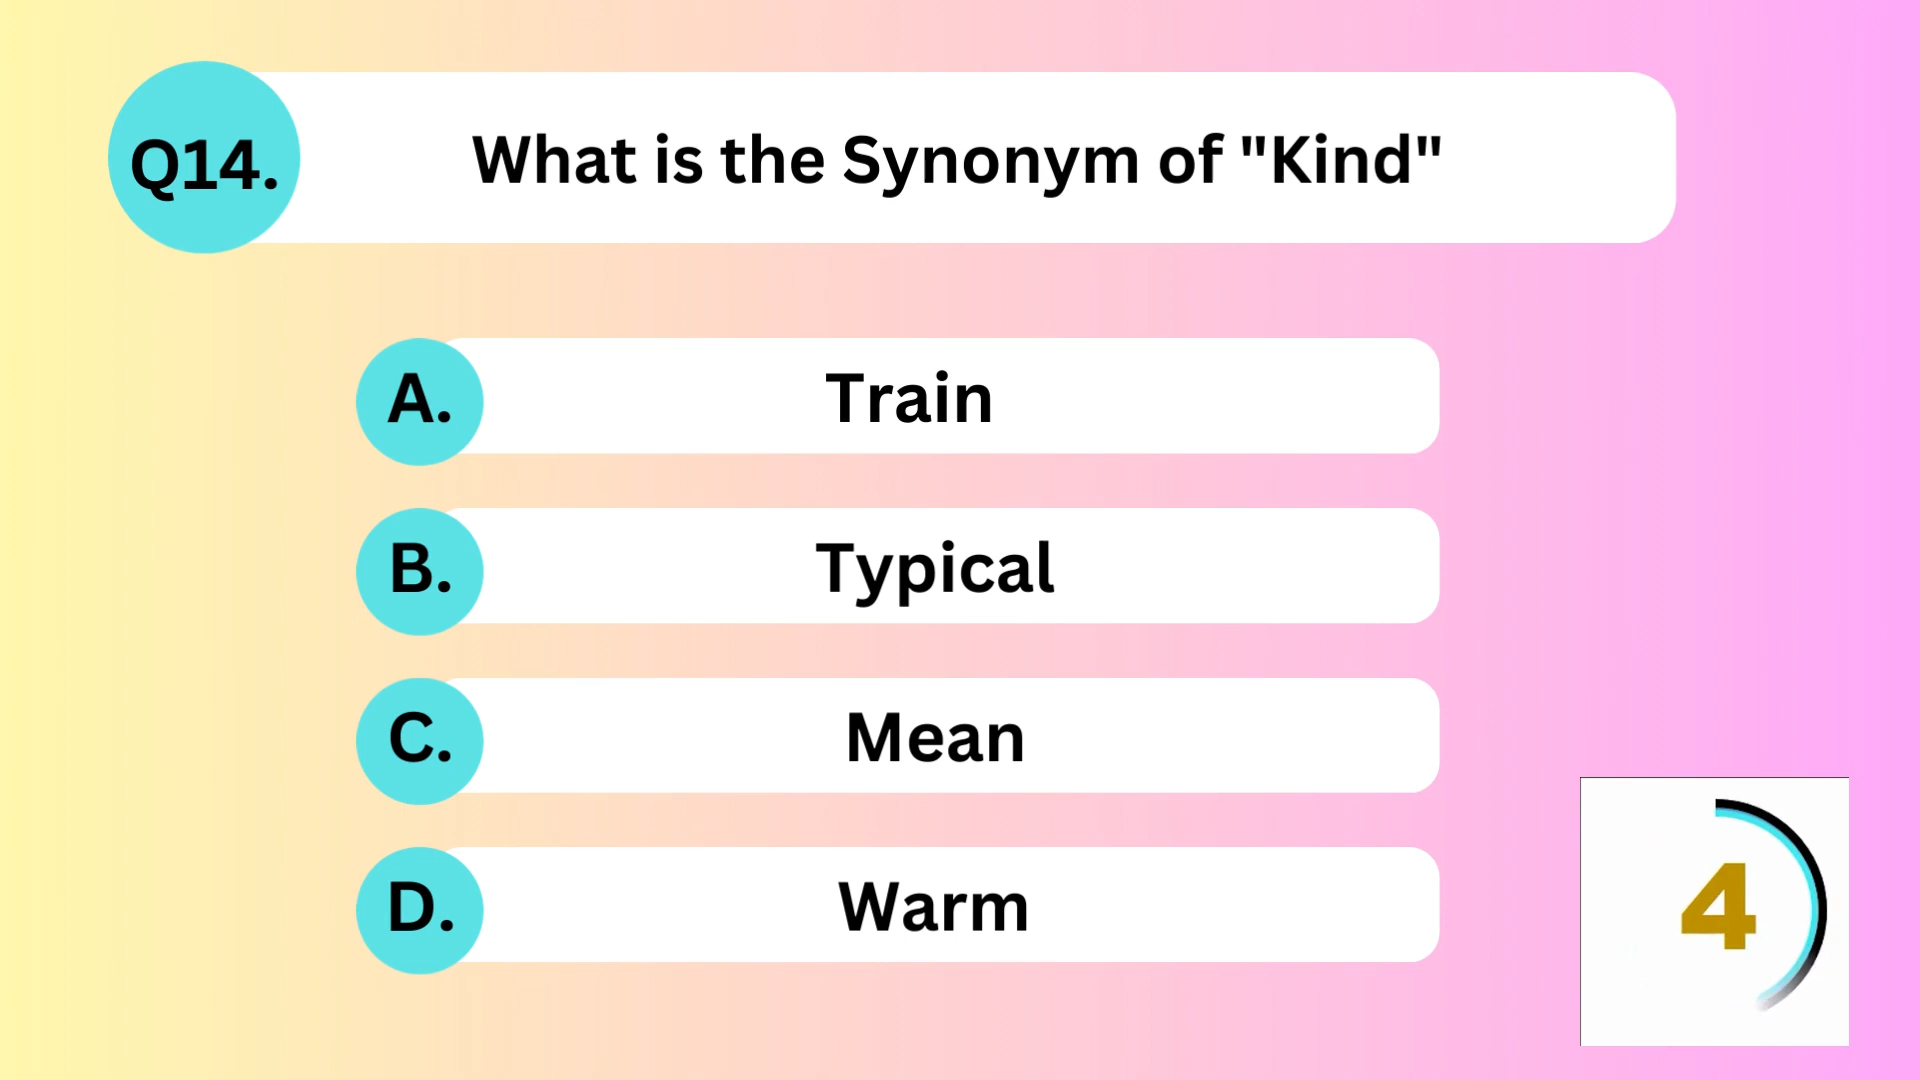 Q14.
What is the Synonym of "Kind"
A.
Train
B.
Typical
C.
Mean
D.
Warm
4